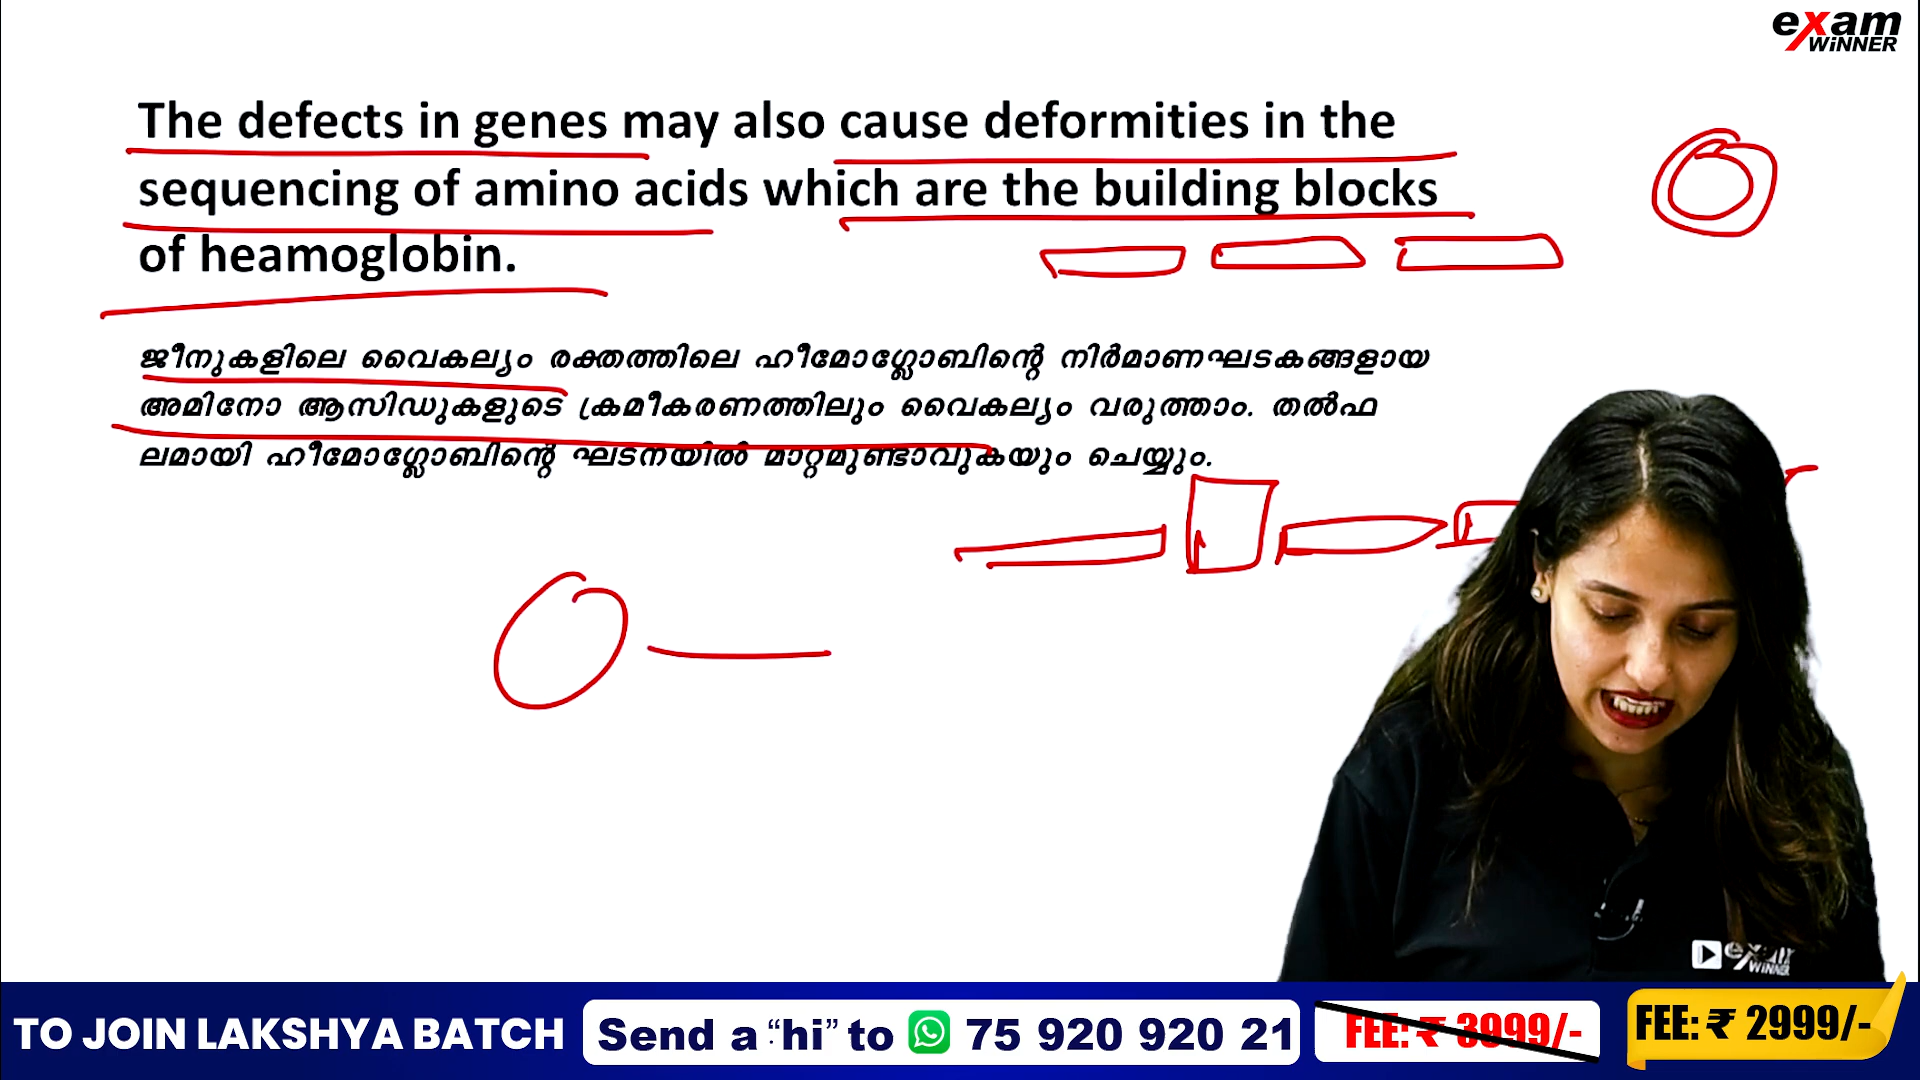 exam
WiNNER
The defects in genes may also cause deformities in the
sequencing of amino acids which are the building blocks
of heamoglobin.
ജീനുകളിലെ വൈകല്യം രക്തത്തിലെ ഹീമോഗ്ലോബിന്റെ നിർമാണഘടകങ്ങളായ
അമിനോ ആസിഡുകളുടെ ക്രമീകരണത്തിലും വൈകല്യം വരുത്താം. തൽഫ
ലമായി ഹീമോഗ്ലോബിന്റെ ഘടനയിൽ മാറ്റമുണ്ടാവുകയും ചെയ്യും.
exam
WiNNER
TO JOIN LAKSHYA BATCH Send a “hi” to 75 920 920 21 FEE: ₹ 3999/- FEE: ₹ 2999/-